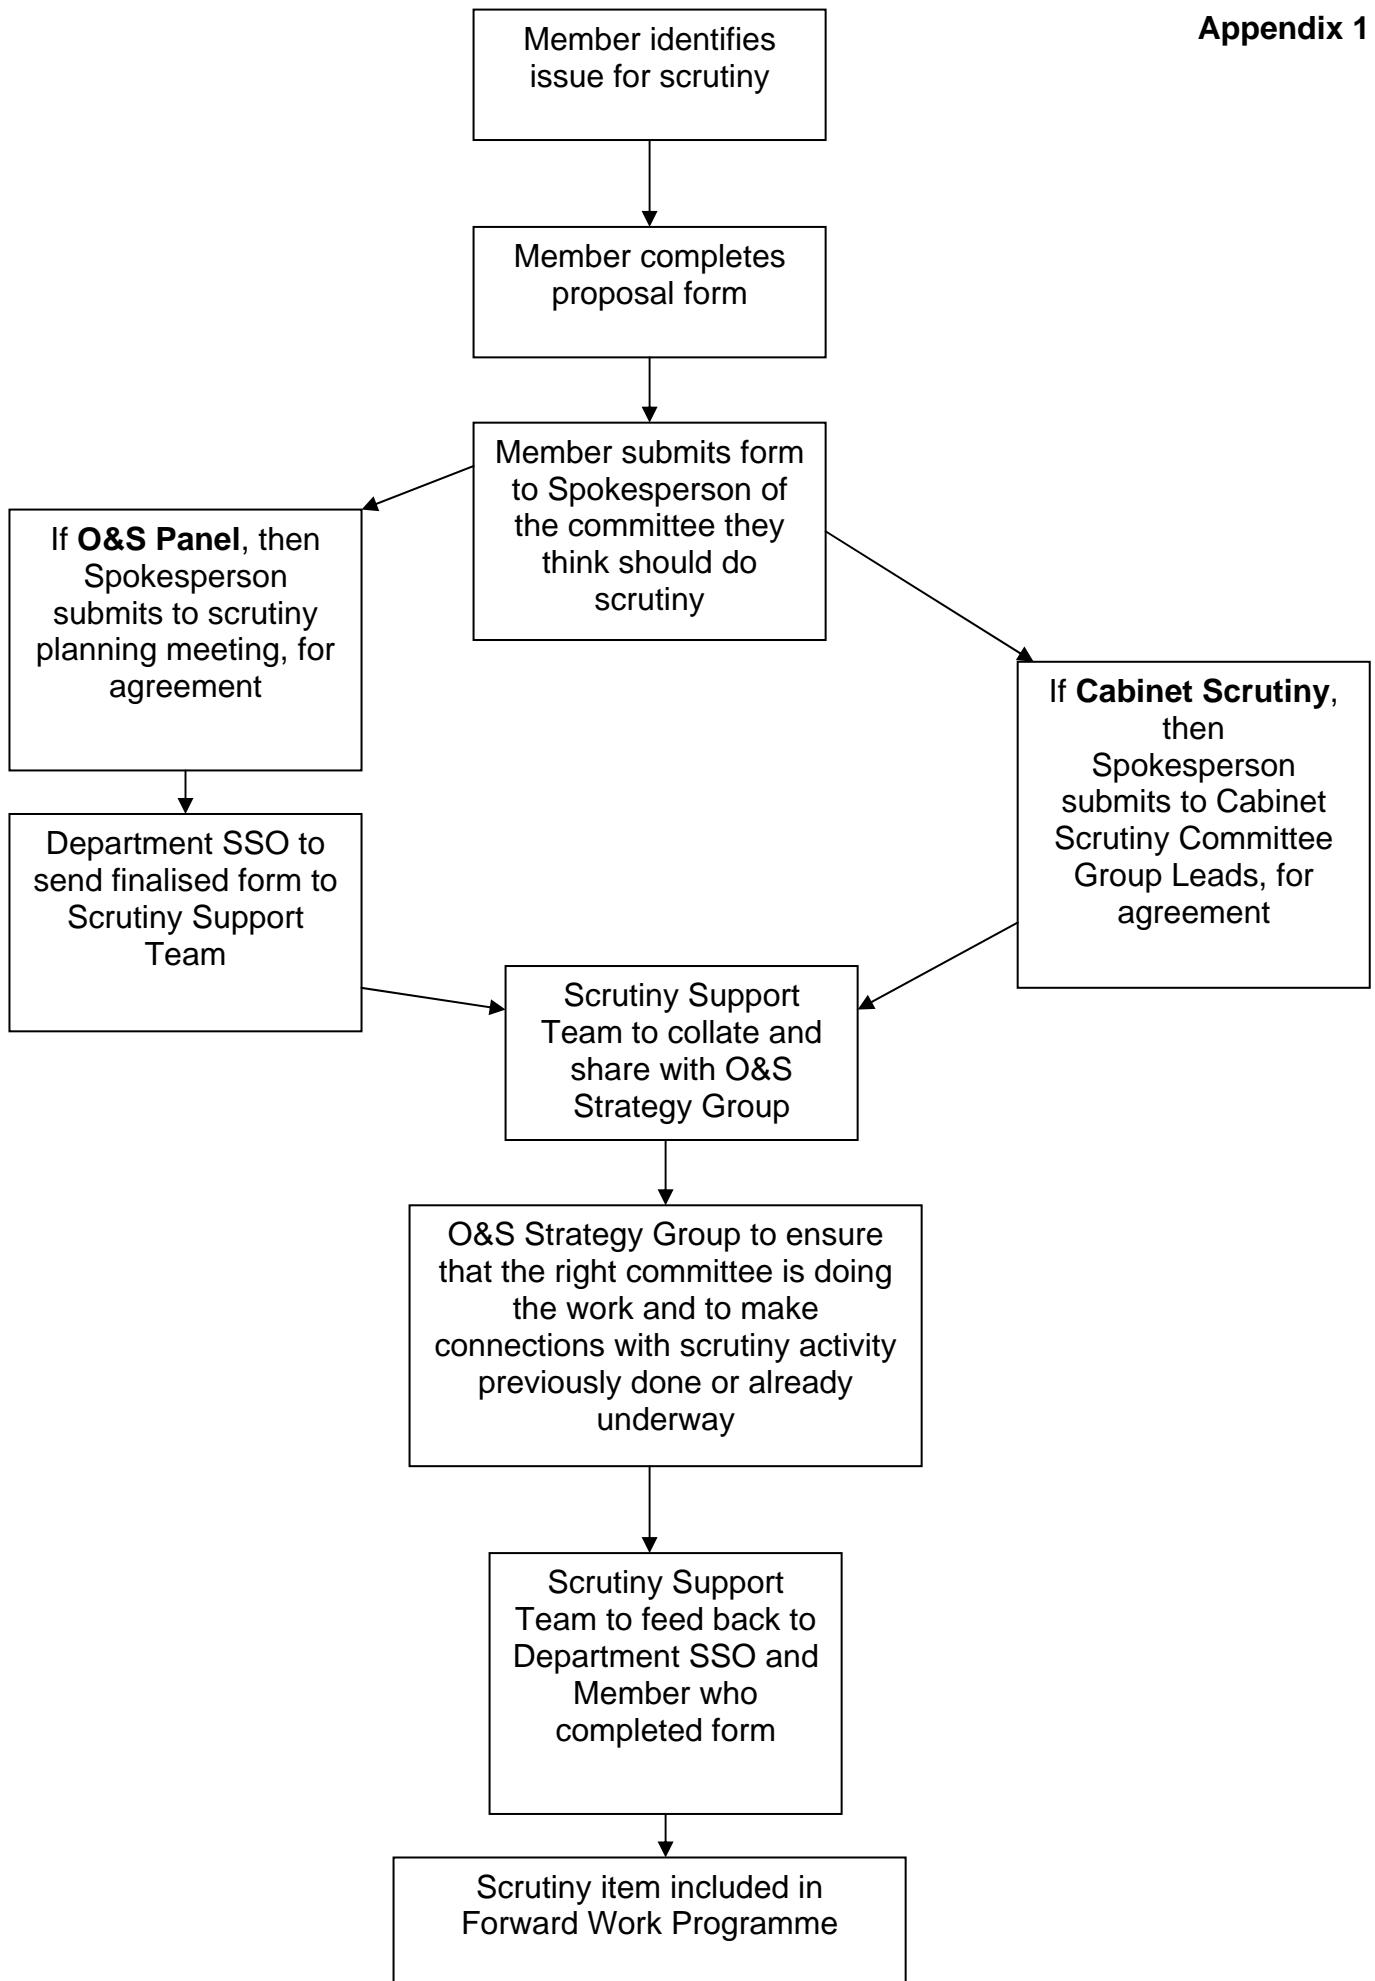 Appendix 1
Member identifies
issue for scrutiny
Member completes
proposal form
Member submits form
to Spokesperson of
the committee they
think should do
scrutiny
If O&S Panel, then
Spokesperson
submits to scrutiny
planning meeting, for
agreement
If Cabinet Scrutiny,
then
Spokesperson
submits to Cabinet
Scrutiny Committee
Group Leads, for
agreement
Department SSO to
send finalised form to
Scrutiny Support
Team
Scrutiny Support
Team to collate and
share with O&S
Strategy Group
O&S Strategy Group to ensure
that the right committee is doing
the work and to make
connections with scrutiny activity
previously done or already
underway
Scrutiny Support
Team to feed back to
Department SSO and
Member who
completed form
Scrutiny item included in
Forward Work Programme